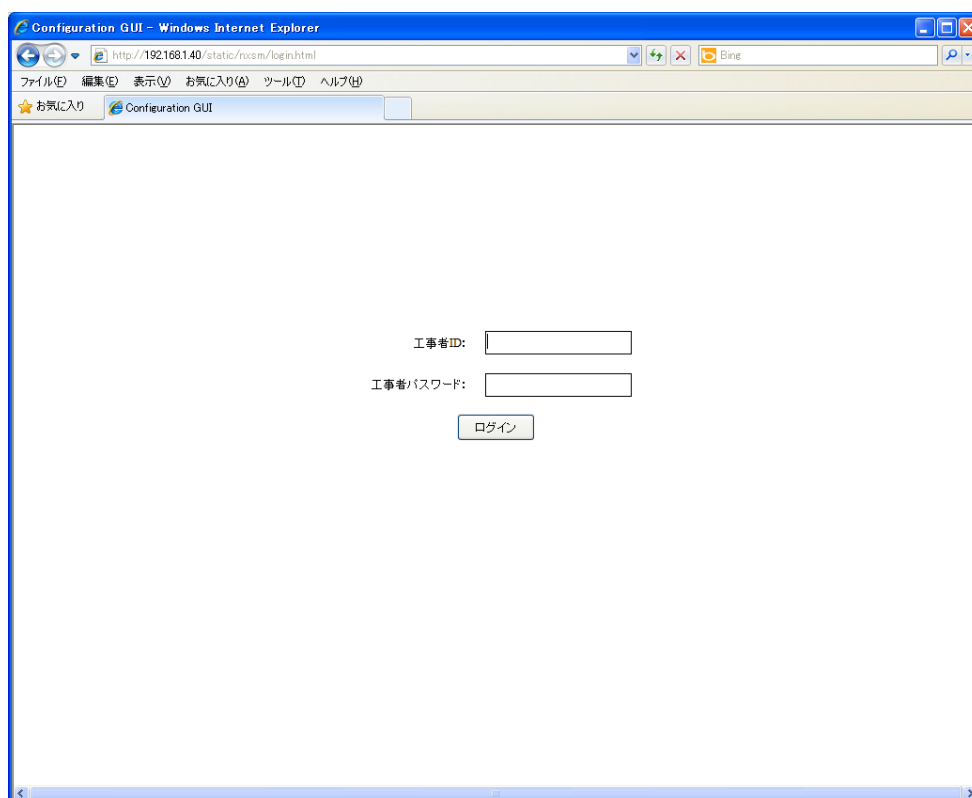 Configuration GUI - Windows Internet Explorer
http://192.168.1.40/static/nxsm/login.html
Bing
ファイル(F) 編集(E) 表示(V) お気に入り(A) ツール(T) ヘルプ(H)
お気に入り Configuration GUI
工事者ID:
工事者パスワード:
ログイン